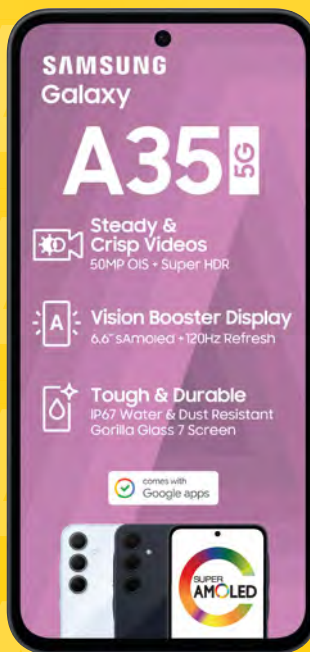 SAMSUNG
Galaxy
A35 5G
Steady &
Crisp Videos
50MP OIS + Super HDR
A
Vision Booster Display
6.6" sAmoled + 120Hz Refresh
Tough & Durable
IP67 Water & Dust Resistant
Gorilla Glass 7 Screen
comes with
Google apps
SUPER
AMOLED